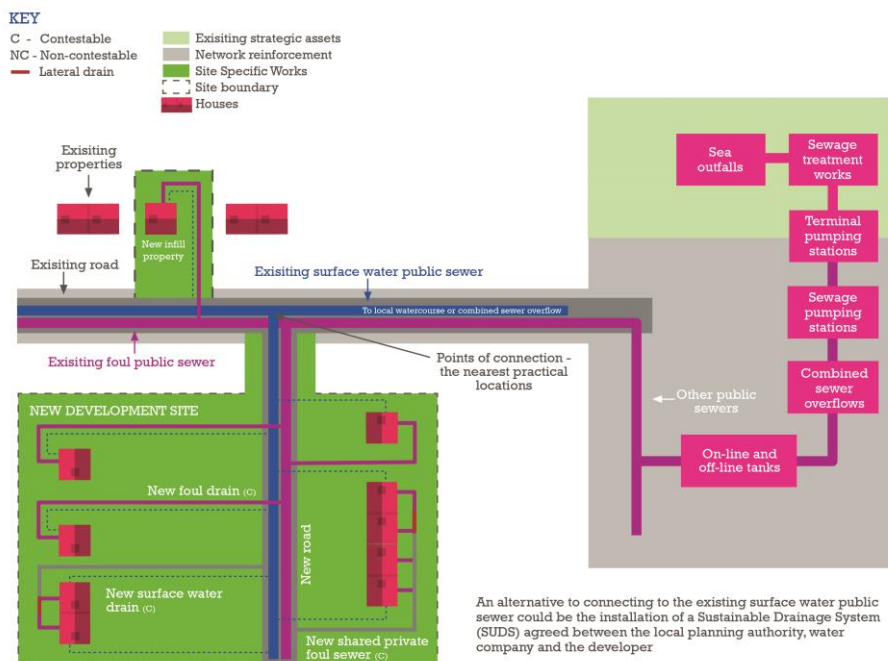 KEY
C - Contestable
NC - Non-contestable
Lateral drain
Exisiting strategic assets
Network reinforcement
Site Specific Works
Site boundary
Houses
Exisiting
properties
New infill
property
Exisiting road
Exisiting surface water public sewer
To local watercourse or combined sewer overflow
Exisiting foul public sewer
Points of connection -
the nearest practical
locations
Sea
outfalls
Sewage
treatment
works
Terminal
pumping
stations
Sewage
pumping
stations
Combined
sewer
overflows
Other public
sewers
On-line and
off-line tanks
NEW DEVELOPMENT SITE
New foul drain (C)
New road
New surface water
drain (C)
New shared private
foul sewer (C)
An alternative to connecting to the existing surface water public
sewer could be the installation of a Sustainable Drainage System
(SUDS) agreed between the local planning authority, water
company and the developer